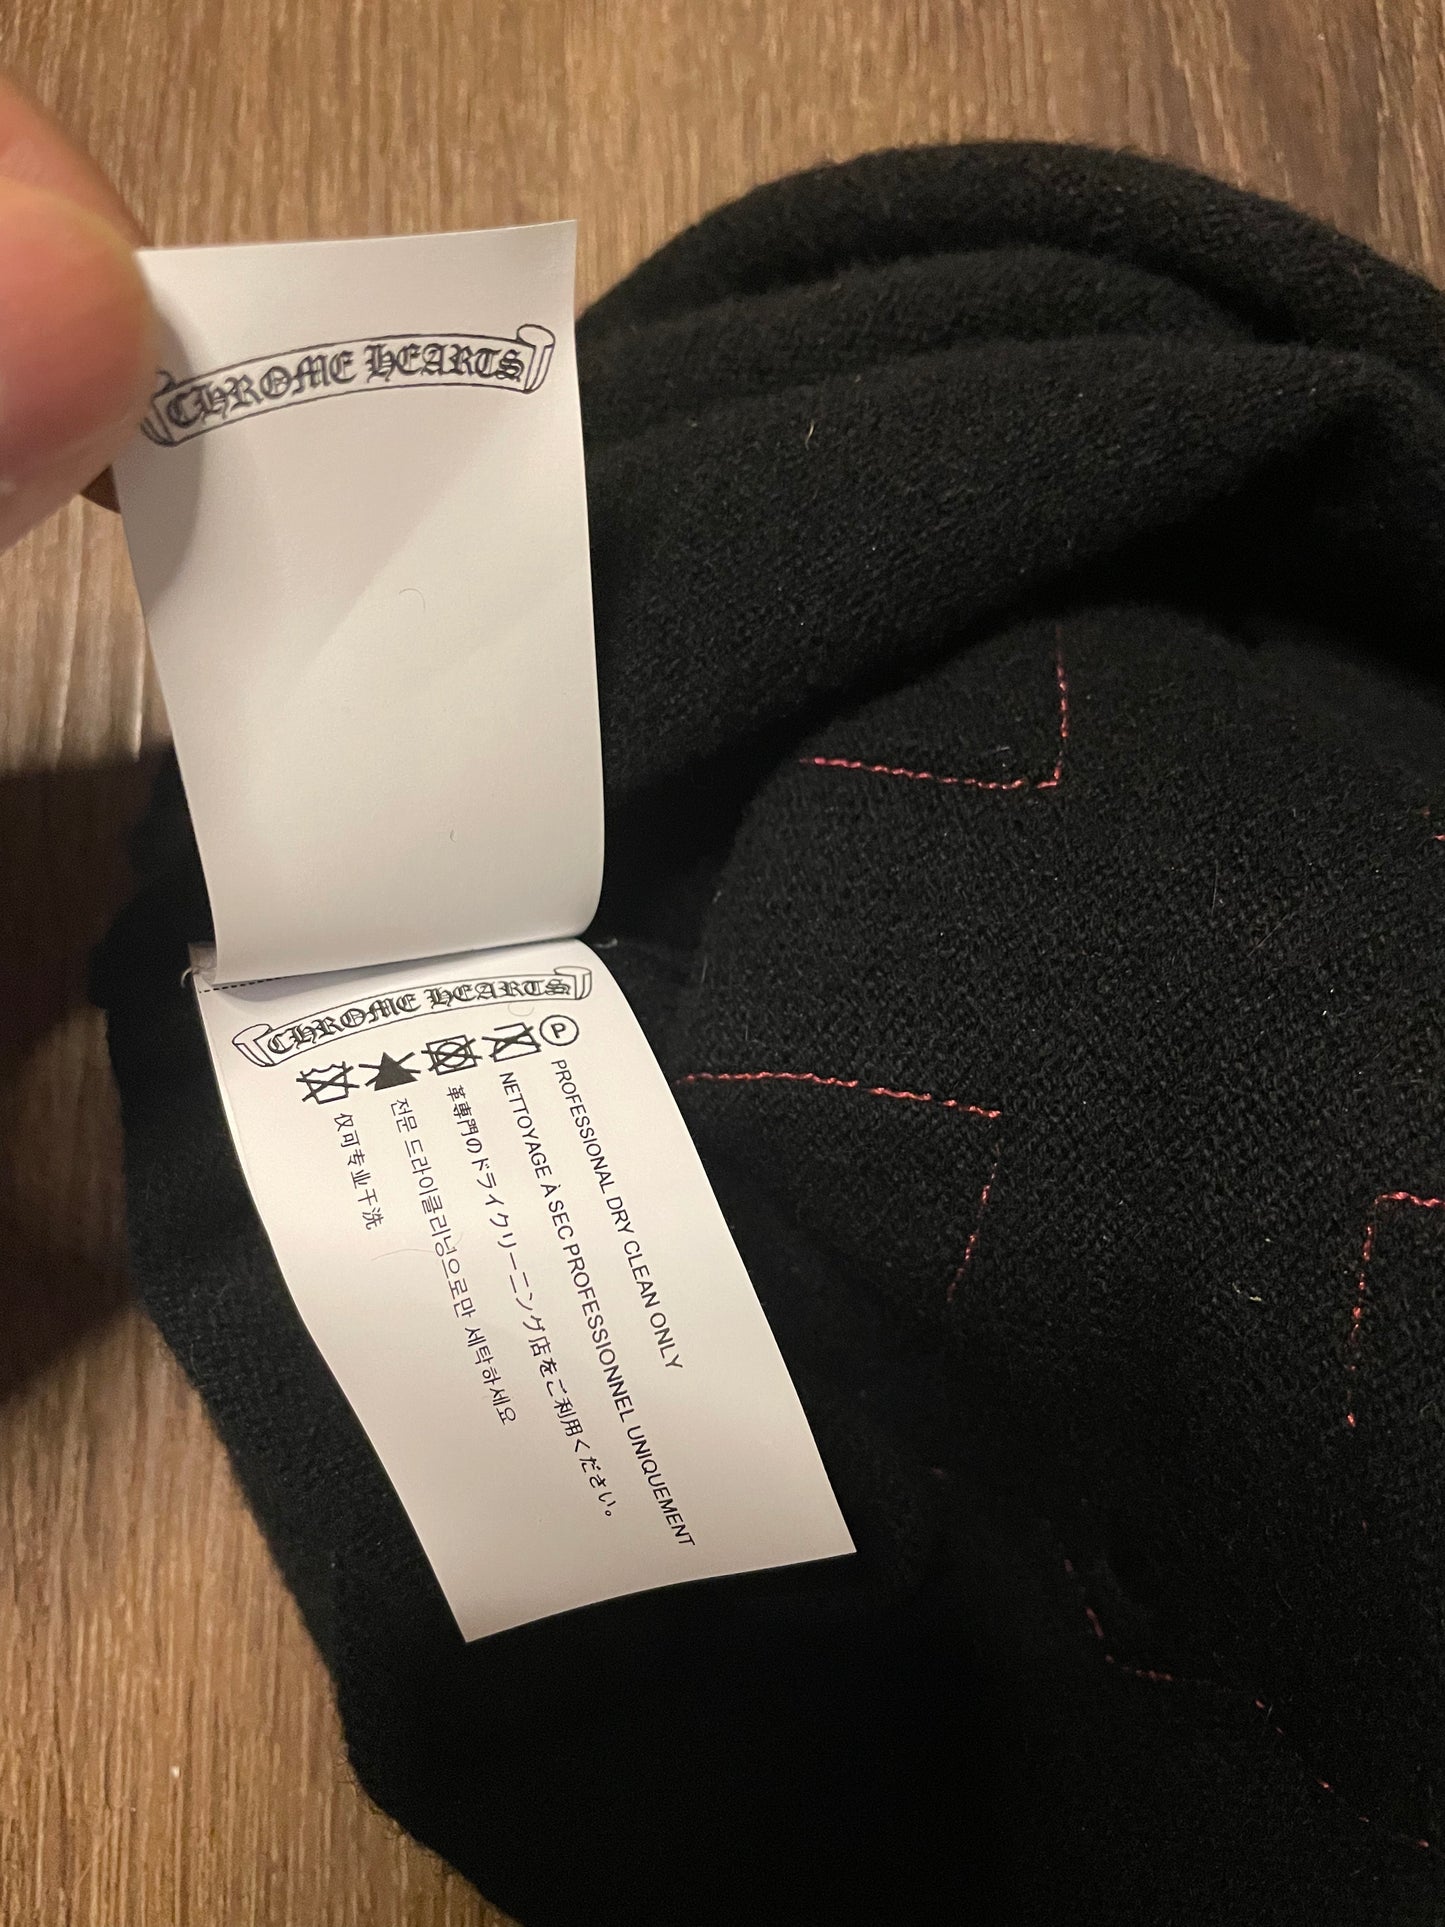 CHROME HEARTS
CHROME HEARTS
P
PROFESSIONAL DRY CLEAN ONLY
NETTOYAGE À SEC PROFESSIONNEL UNIQUEMENT
革専門のドライクリーニング店をご利用ください。
전문 드라이클리닝으로만 세탁하세요
仅可专业干洗